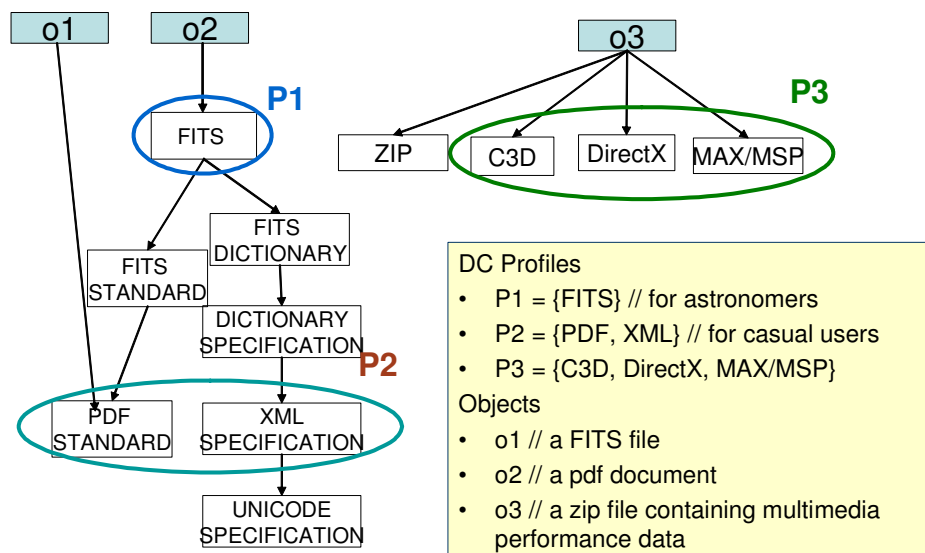 o1
o2
o3
P1
P3
FITS
ZIP
C3D
DirectX
MAX/MSP
FITS
DICTIONARY
FITS
STANDARD
DICTIONARY
SPECIFICATION
P2
PDF
STANDARD
XML
SPECIFICATION
UNICODE
SPECIFICATION
DC Profiles
• P1 = {FITS} // for astronomers
• P2 = {PDF, XML} // for casual users
• P3 = {C3D, DirectX, MAX/MSP}
Objects
• o1 // a FITS file
• o2 // a pdf document
• o3 // a zip file containing multimedia
performance data